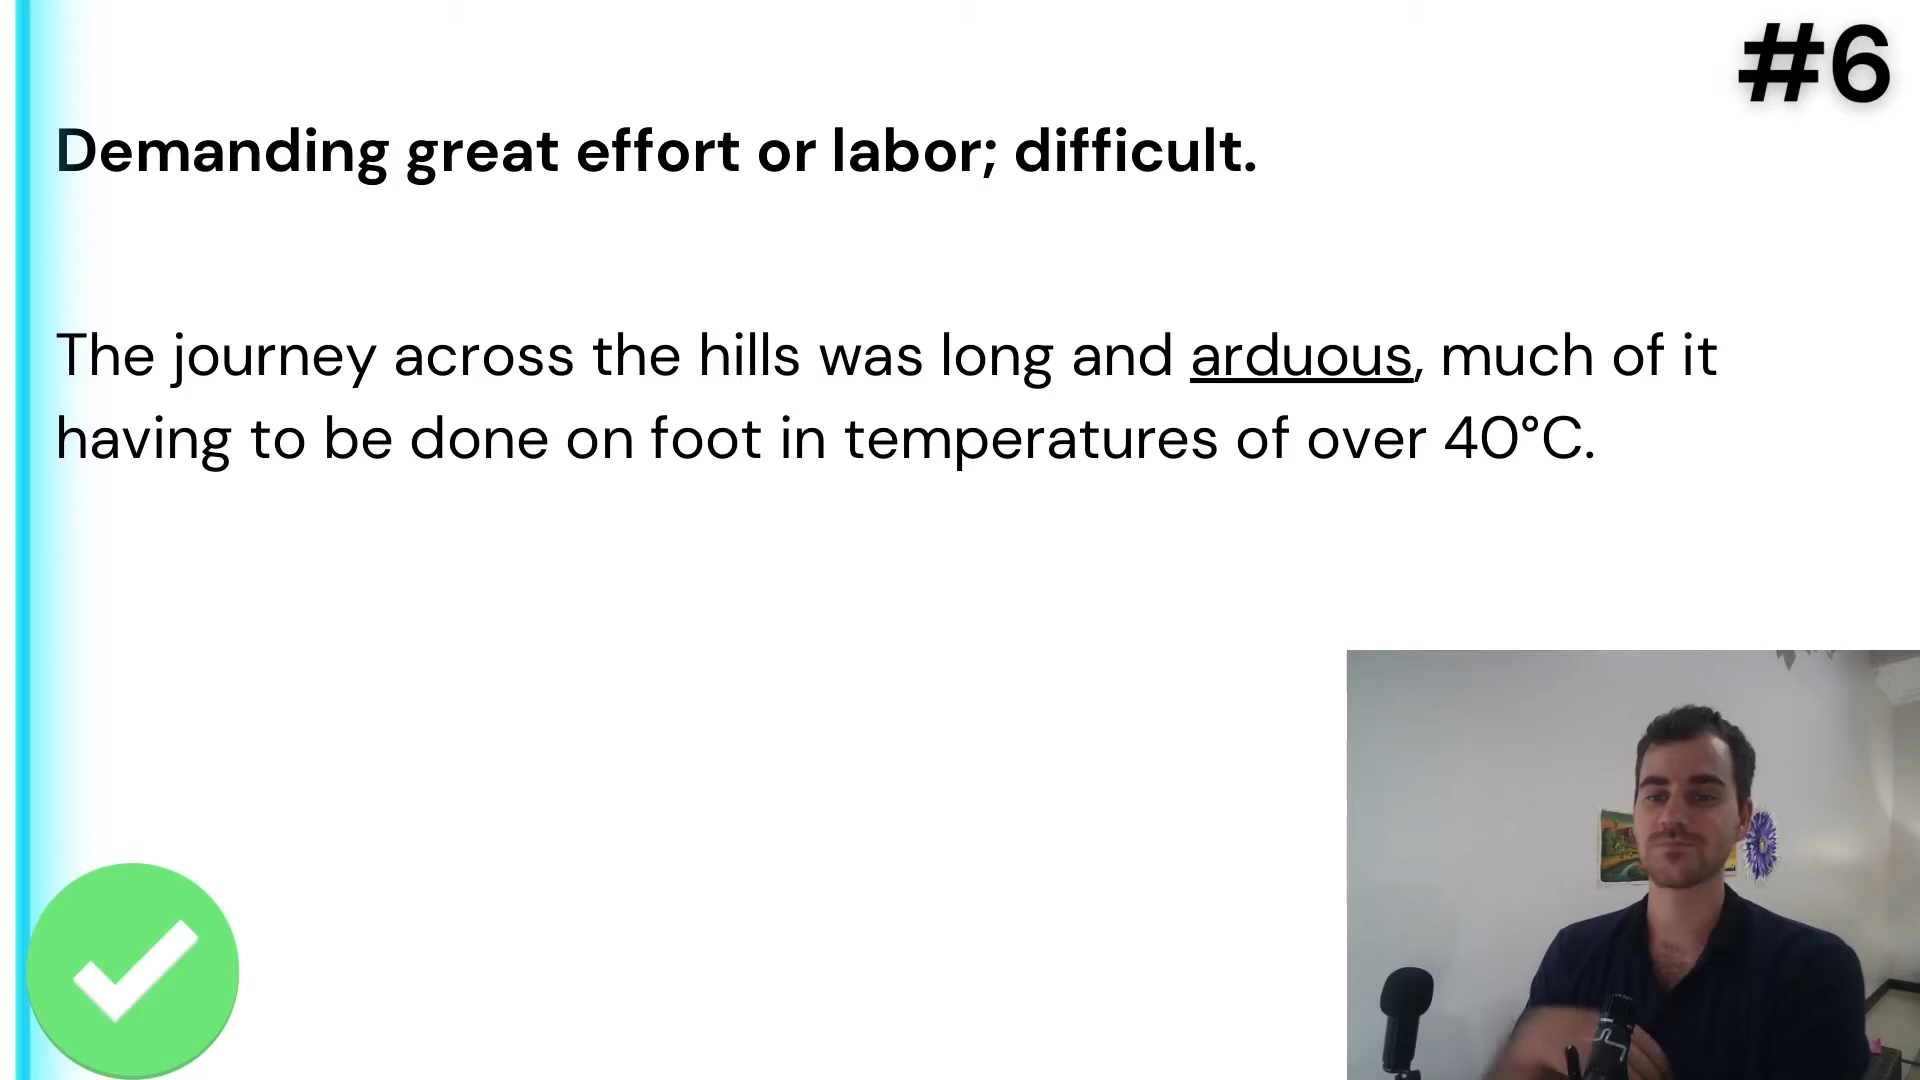 #6
Demanding great effort or labor; difficult.
The journey across the hills was long and arduous, much of it
having to be done on foot in temperatures of over 40°C.